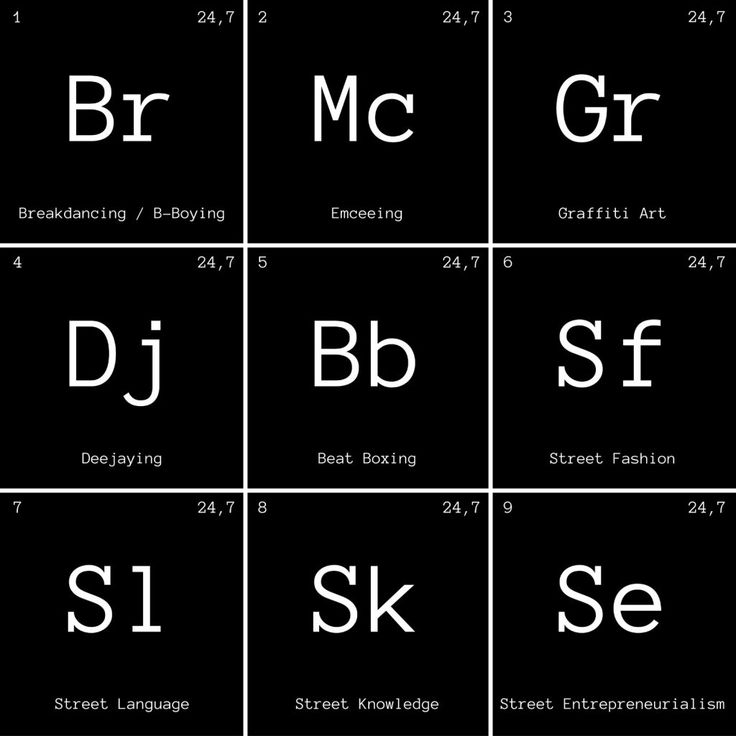 1 24,7
Br
Breakdancing / B-Boying
2 24,7
Mc
Emceeing
3 24,7
Gr
Graffiti Art
4 24,7
Dj
Deejaying
5 24,7
Bb
Beat Boxing
6 24,7
Sf
Street Fashion
7 24,7
Sl
Street Language
8 24,7
Sk
Street Knowledge
9 24,7
Se
Street Entrepreneurialism